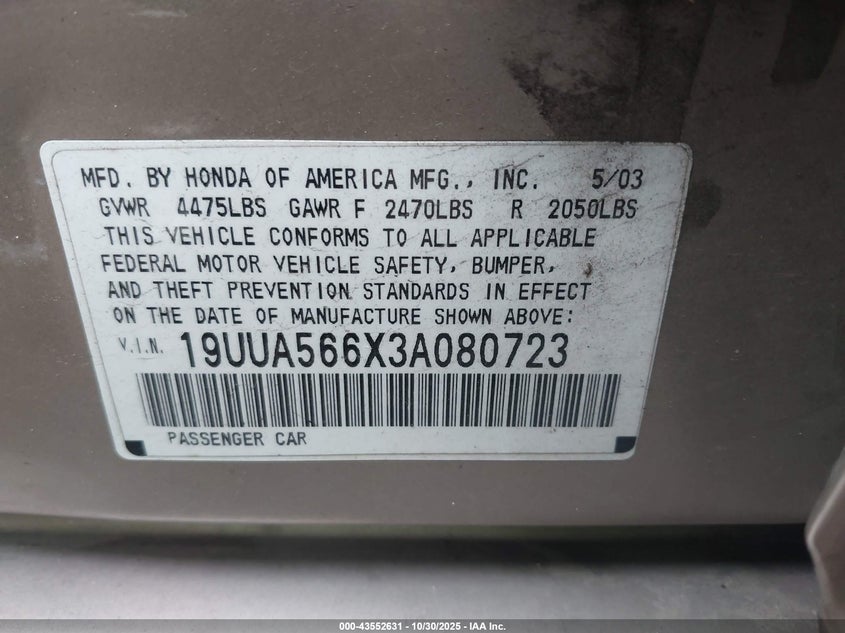 MFD. BY HONDA OF AMERICA MFG., INC. 5/03
GVWR 4475LBS GAWR F 2470LBS R 2050LBS
THIS VEHICLE CONFORMS TO ALL APPLICABLE
FEDERAL MOTOR VEHICLE SAFETY, BUMPER,
AND THEFT PREVENTION STANDARDS IN EFFECT
ON THE DATE OF MANUFACTURE SHOWN ABOVE:
V.I.N. 19UUA566X3A080723
PASSENGER CAR
000-43552631 - 10/30/2025 - IAA Inc.